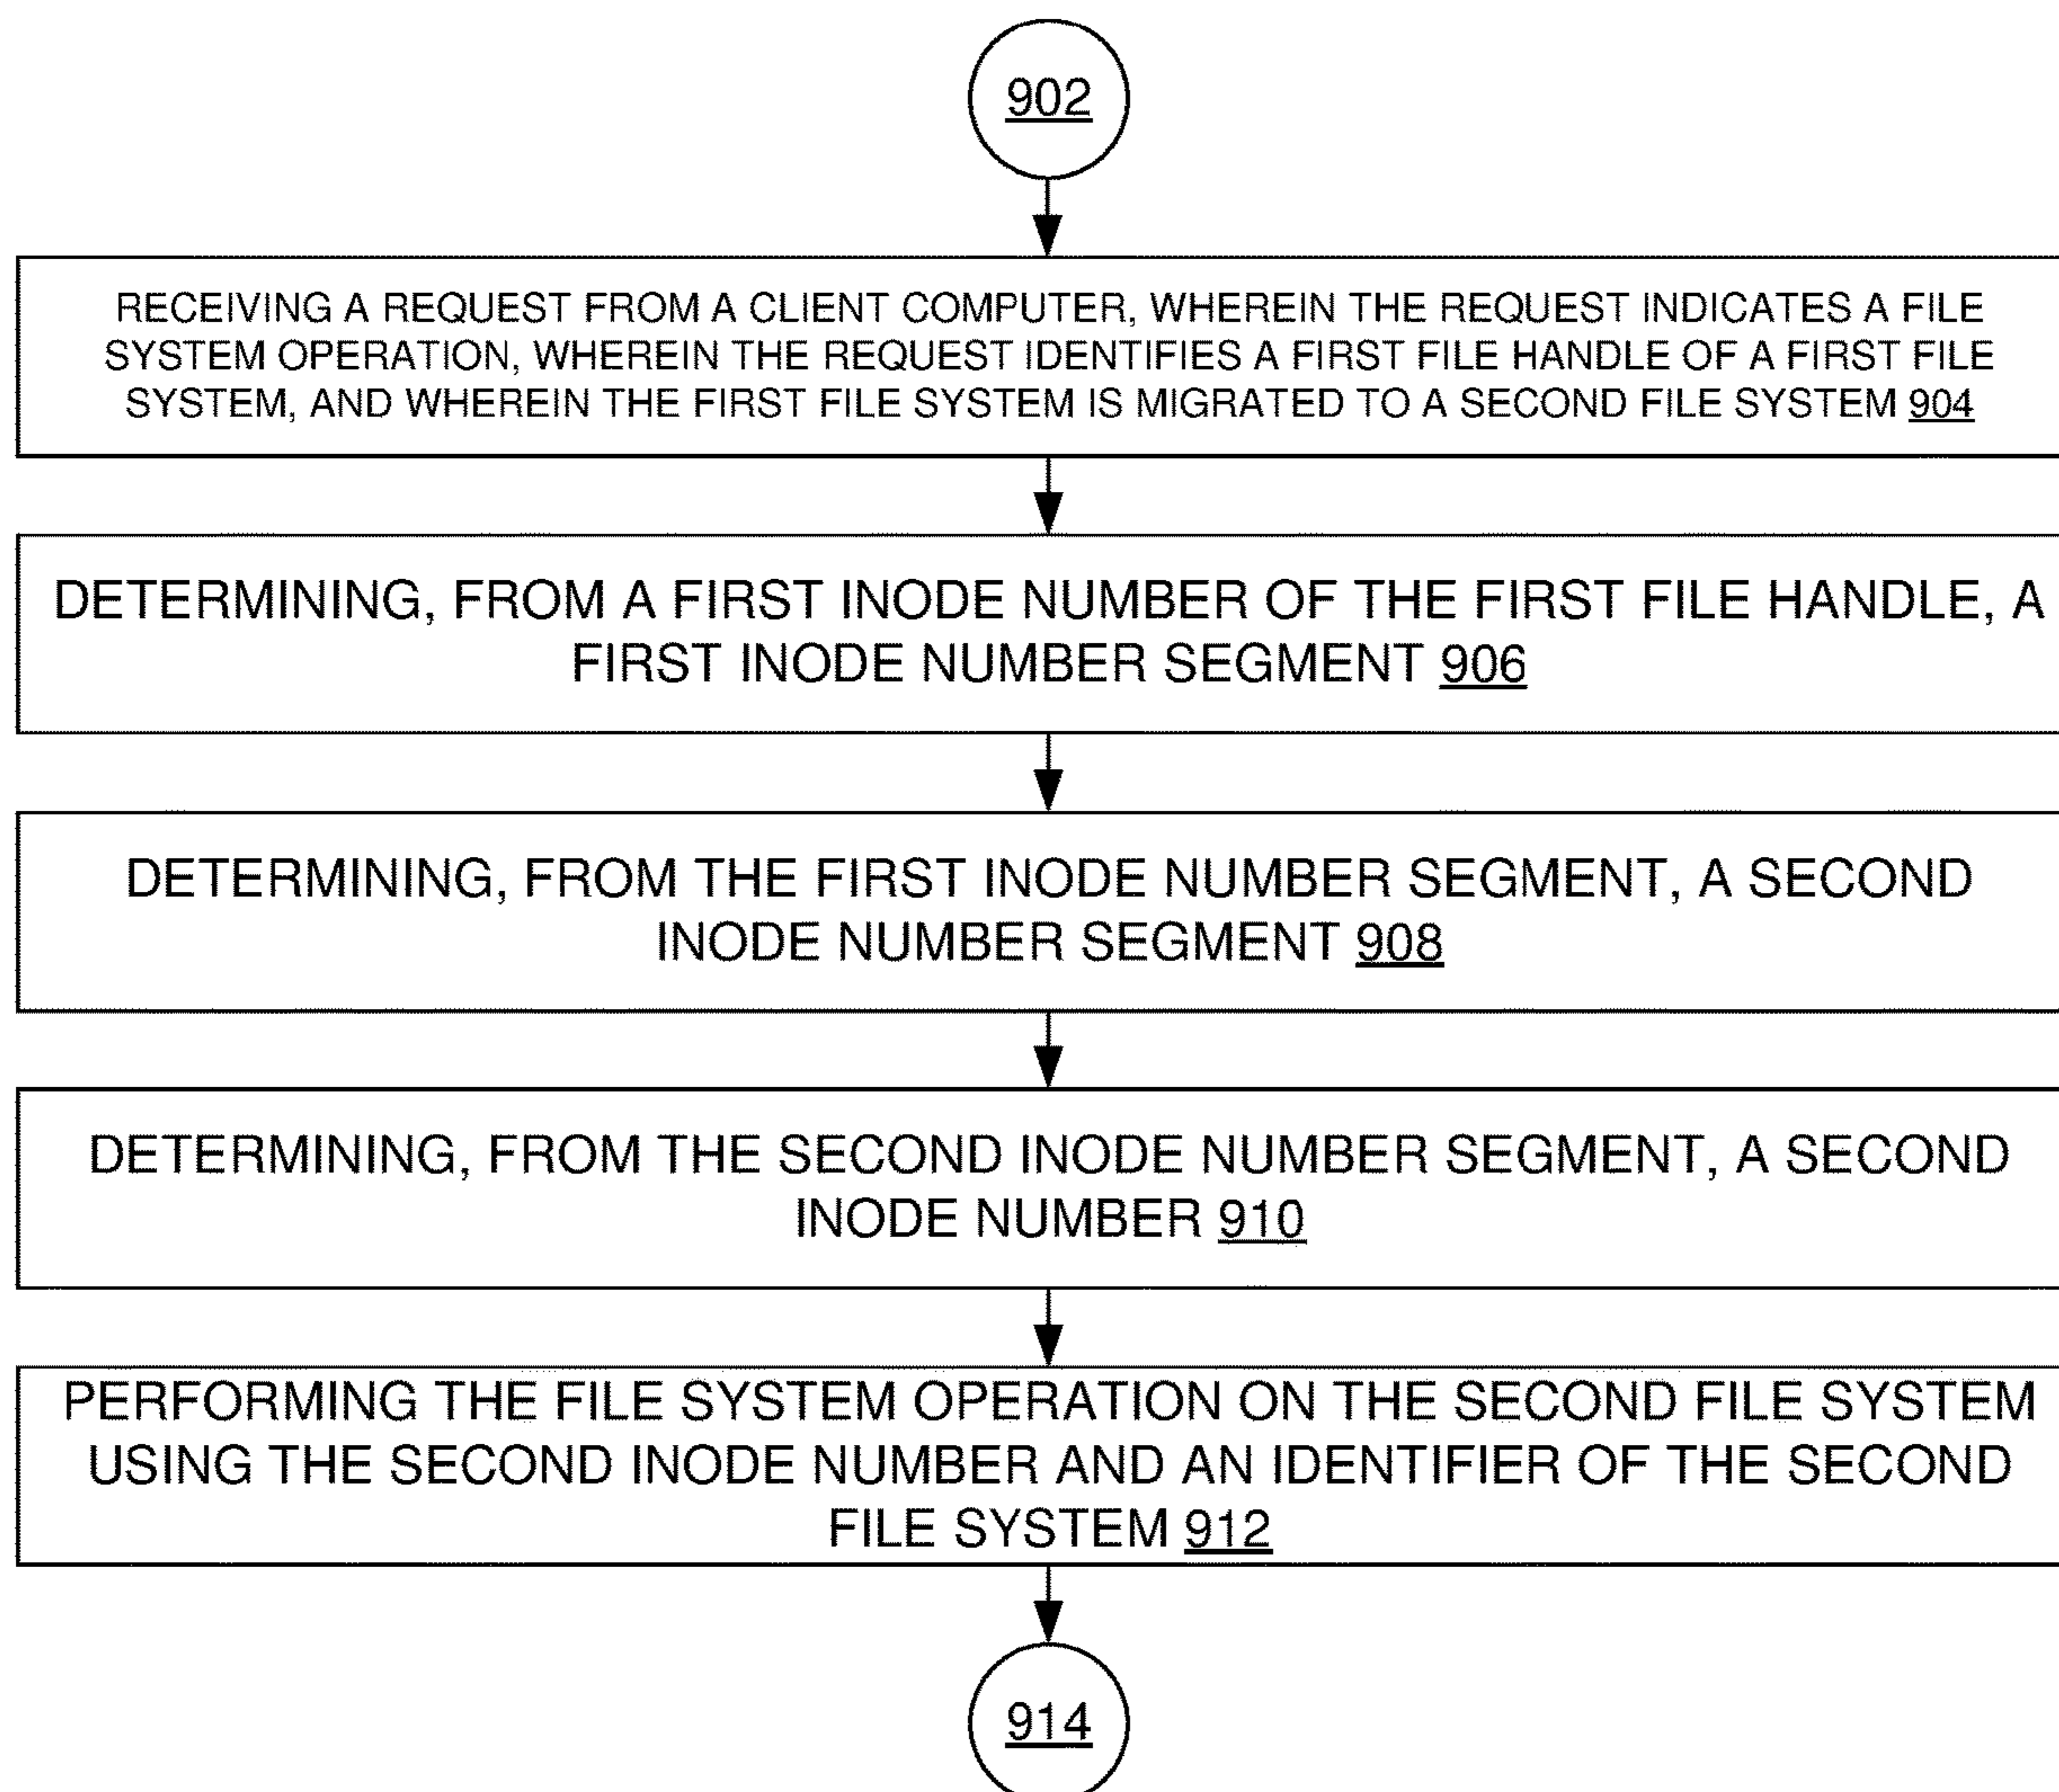 902
RECEIVING A REQUEST FROM A CLIENT COMPUTER, WHEREIN THE REQUEST INDICATES A FILE
SYSTEM OPERATION, WHEREIN THE REQUEST IDENTIFIES A FIRST FILE HANDLE OF A FIRST FILE
SYSTEM, AND WHEREIN THE FIRST FILE SYSTEM IS MIGRATED TO A SECOND FILE SYSTEM 904
DETERMINING, FROM A FIRST INODE NUMBER OF THE FIRST FILE HANDLE, A
FIRST INODE NUMBER SEGMENT 906
DETERMINING, FROM THE FIRST INODE NUMBER SEGMENT, A SECOND
INODE NUMBER SEGMENT 908
DETERMINING, FROM THE SECOND INODE NUMBER SEGMENT, A SECOND
INODE NUMBER 910
PERFORMING THE FILE SYSTEM OPERATION ON THE SECOND FILE SYSTEM
USING THE SECOND INODE NUMBER AND AN IDENTIFIER OF THE SECOND
FILE SYSTEM 912
914